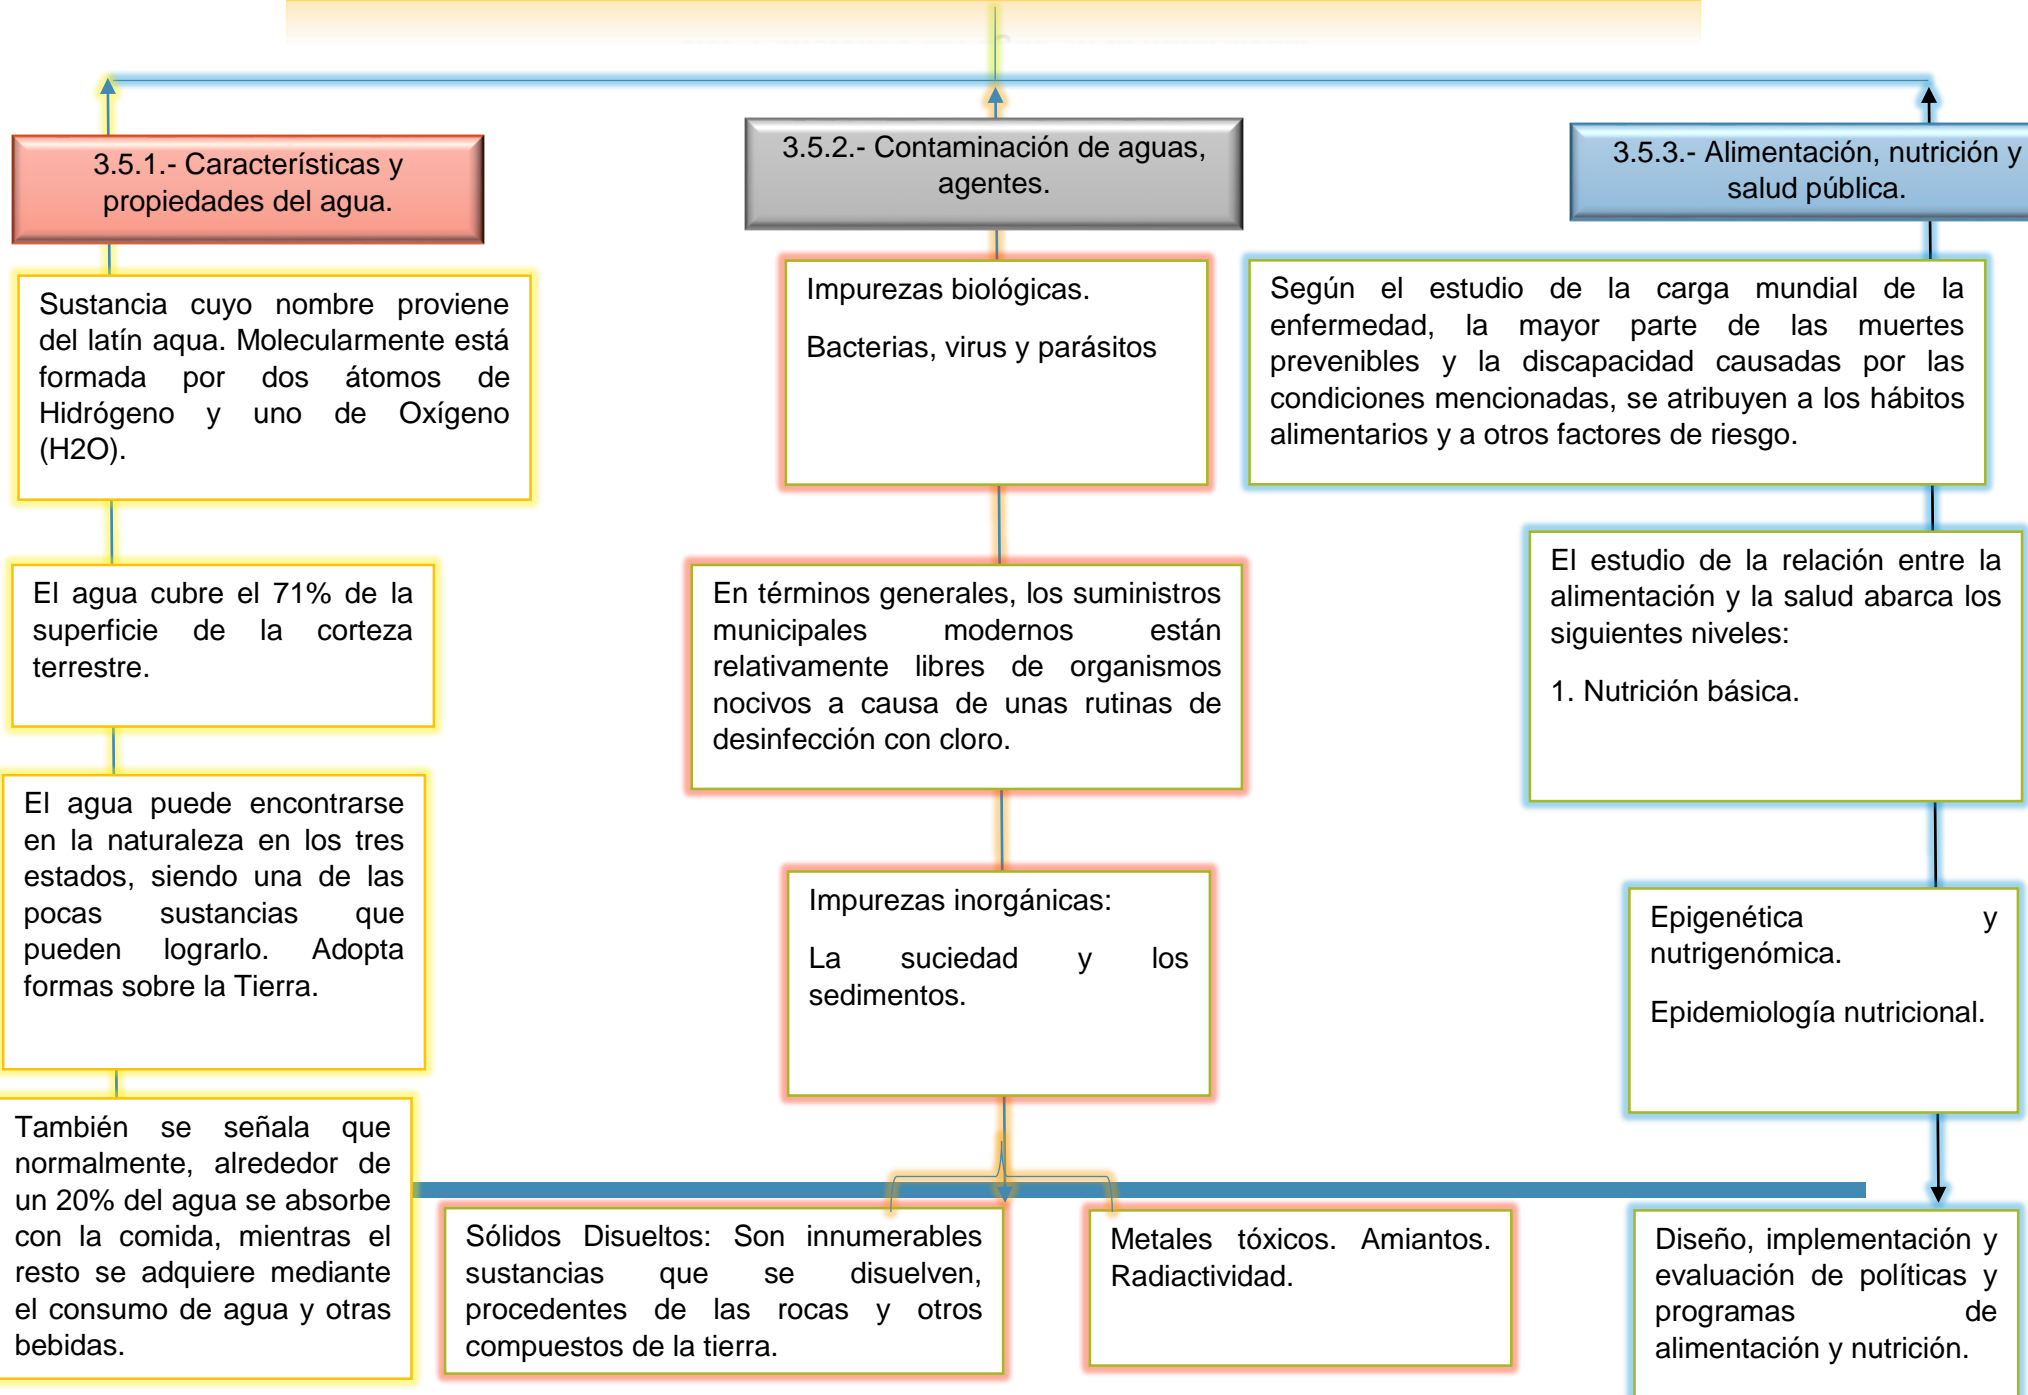 3.5.1.- Características y
propiedades del agua.
Sustancia cuyo nombre proviene
del latín aqua. Molecularmente está
formada por dos átomos de
Hidrógeno y uno de Oxígeno
(H2O).
El agua cubre el 71% de la
superficie de la corteza
terrestre.
El agua puede encontrarse
en la naturaleza en los tres
estados, siendo una de las
pocas sustancias que
pueden lograrlo. Adopta
formas sobre la Tierra.
También se señala que
normalmente, alrededor de
un 20% del agua se absorbe
con la comida, mientras el
resto se adquiere mediante
el consumo de agua y otras
bebidas.
3.5.2.- Contaminación de aguas,
agentes.
Impurezas biológicas.
Bacterias, virus y parásitos
En términos generales, los suministros
municipales modernos están
relativamente libres de organismos
nocivos a causa de unas rutinas de
desinfección con cloro.
Impurezas inorgánicas:
La suciedad y los
sedimentos.
Sólidos Disueltos: Son innumerables
sustancias que se disuelven,
procedentes de las rocas y otros
compuestos de la tierra.
Metales tóxicos. Amiantos.
Radiactividad.
3.5.3.- Alimentación, nutrición y
salud pública.
Según el estudio de la carga mundial de la
enfermedad, la mayor parte de las muertes
prevenibles y la discapacidad causadas por las
condiciones mencionadas, se atribuyen a los hábitos
alimentarios y a otros factores de riesgo.
El estudio de la relación entre la
alimentación y la salud abarca los
siguientes niveles:
1. Nutrición básica.
Epigenética y
nutrigenómica.
Epidemiología nutricional.
Diseño, implementación y
evaluación de políticas y
programas de
alimentación y nutrición.